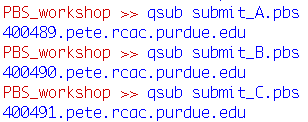 PBS_workshop >> qsub submit_A.pbs
400489.pete.rcac.purdue.edu
PBS_workshop >> qsub submit_B.pbs
400490.pete.rcac.purdue.edu
PBS_workshop >> qsub submit_C.pbs
400491.pete.rcac.purdue.edu